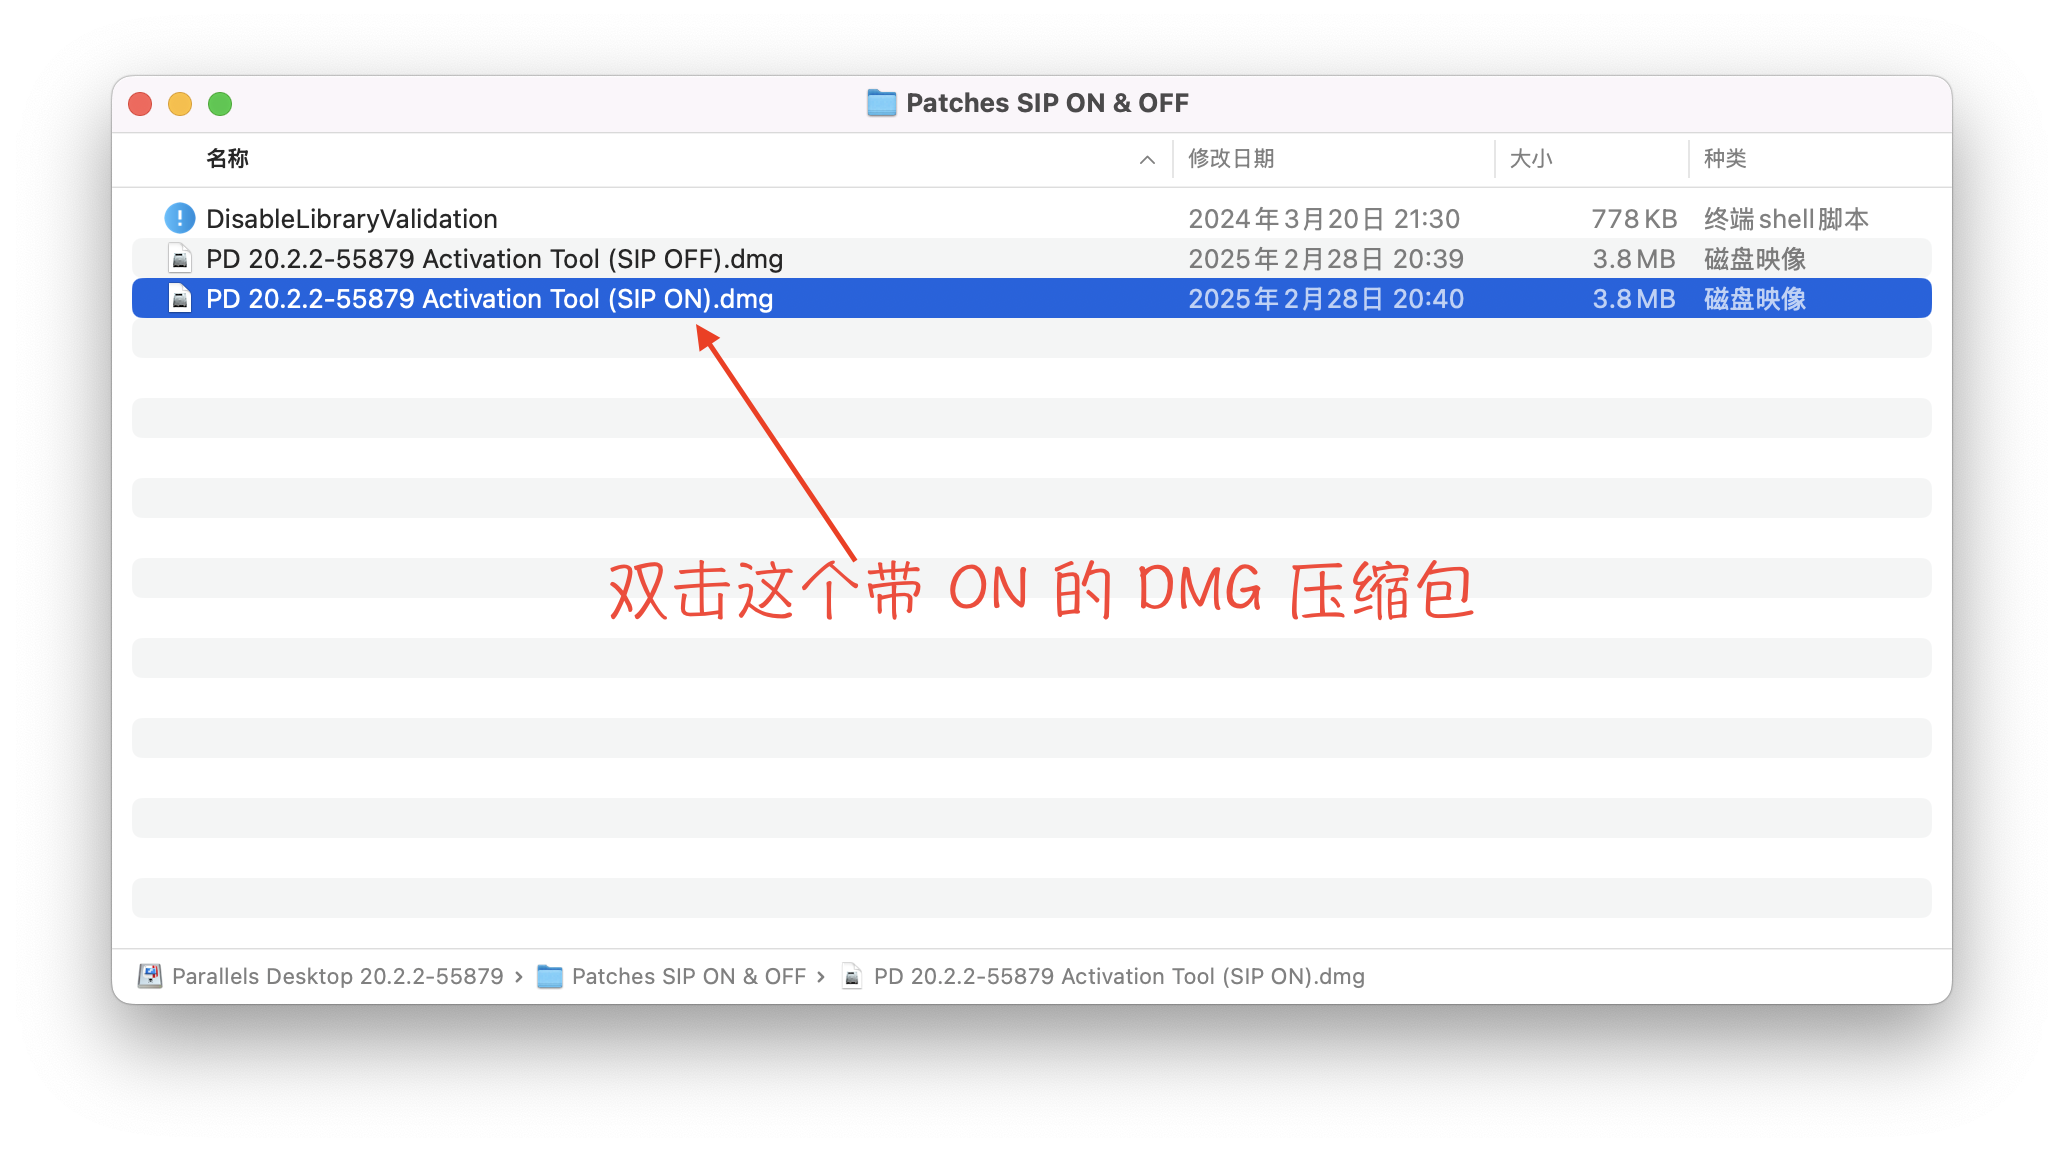 Patches SIP ON & OFF
名称 修改日期 大小 种类
DisableLibraryValidation 2024年3月20日 21:30 778 KB 终端shell脚本
PD 20.2.2-55879 Activation Tool (SIP OFF).dmg 2025年2月28日 20:39 3.8 MB 磁盘映像
PD 20.2.2-55879 Activation Tool (SIP ON).dmg 2025年2月28日 20:40 3.8 MB 磁盘映像
双击这个带 ON 的 DMG 压缩包
Parallels Desktop 20.2.2-55879 › Patches SIP ON & OFF › PD 20.2.2-55879 Activation Tool (SIP ON).dmg